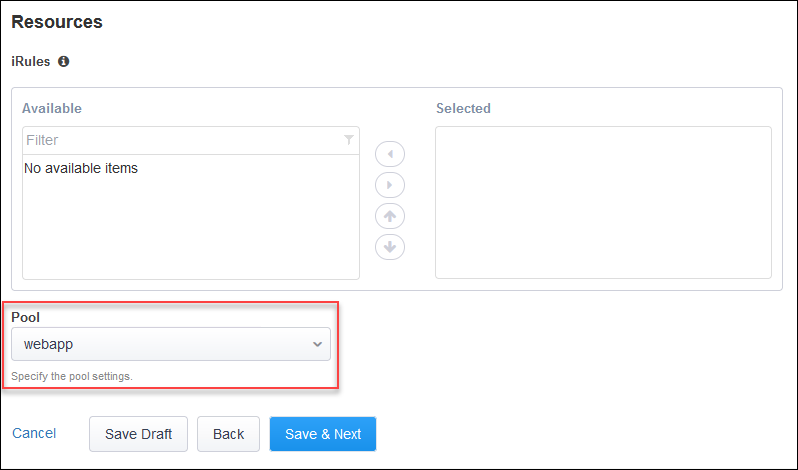 Resources
iRules
Available
Selected
Filter
No available items
Pool
webapp
Specify the pool settings.
Cancel
Save Draft
Back
Save & Next